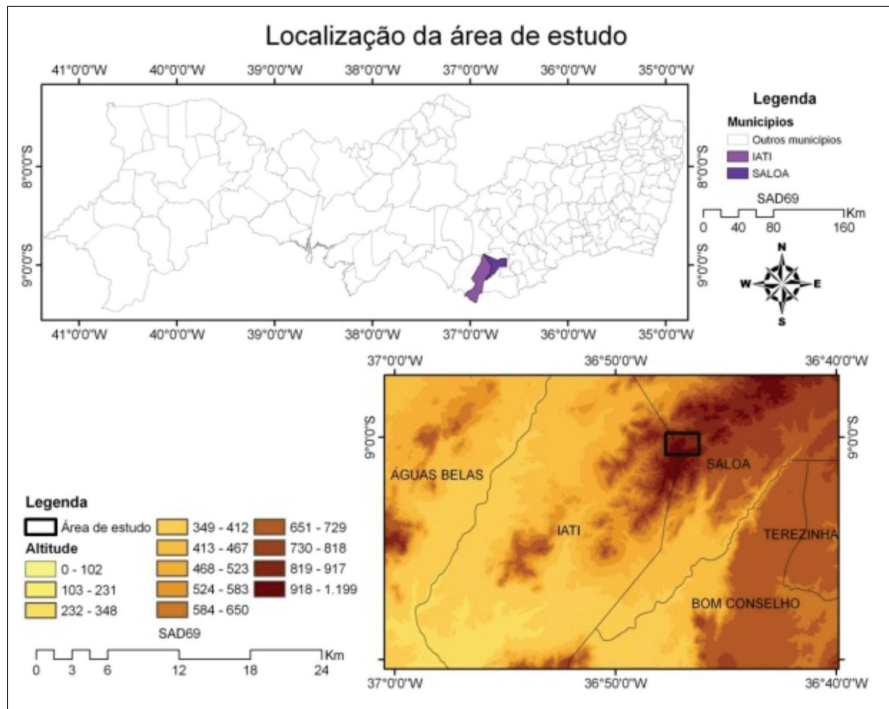 Localização da área de estudo
41°0'0"W 40°0'0"W 39°0'0"W 38°0'0"W 37°0'0"W 36°0'0"W 35°0'0"W
8°0'0"S 8°0'0"S
9°0'0"S 9°0'0"S
41°0'0"W 40°0'0"W 39°0'0"W 38°0'0"W 37°0'0"W 36°0'0"W 35°0'0"W
Legenda
Municípios
Outros municipios
IATI
SALOA
SAD69
Km
0 40 80 160
N
W E
S
37°0'0"W 36°50'0"W 36°40'0"W
9°0'0"S 9°0'0"S
ÁGUAS BELAS
SALOA
IATI
TEREZINHA
BOM CONSELHO
37°0'0"W 36°50'0"W 36°40'0"W
Legenda
Área de estudo
Altitude
0 - 102
103 - 231
232 - 348
349 - 412
413 - 467
468 - 523
524 - 583
584 - 650
651 - 729
730 - 818
819 - 917
918 - 1.199
SAD69
Km
0 3 6 12 18 24